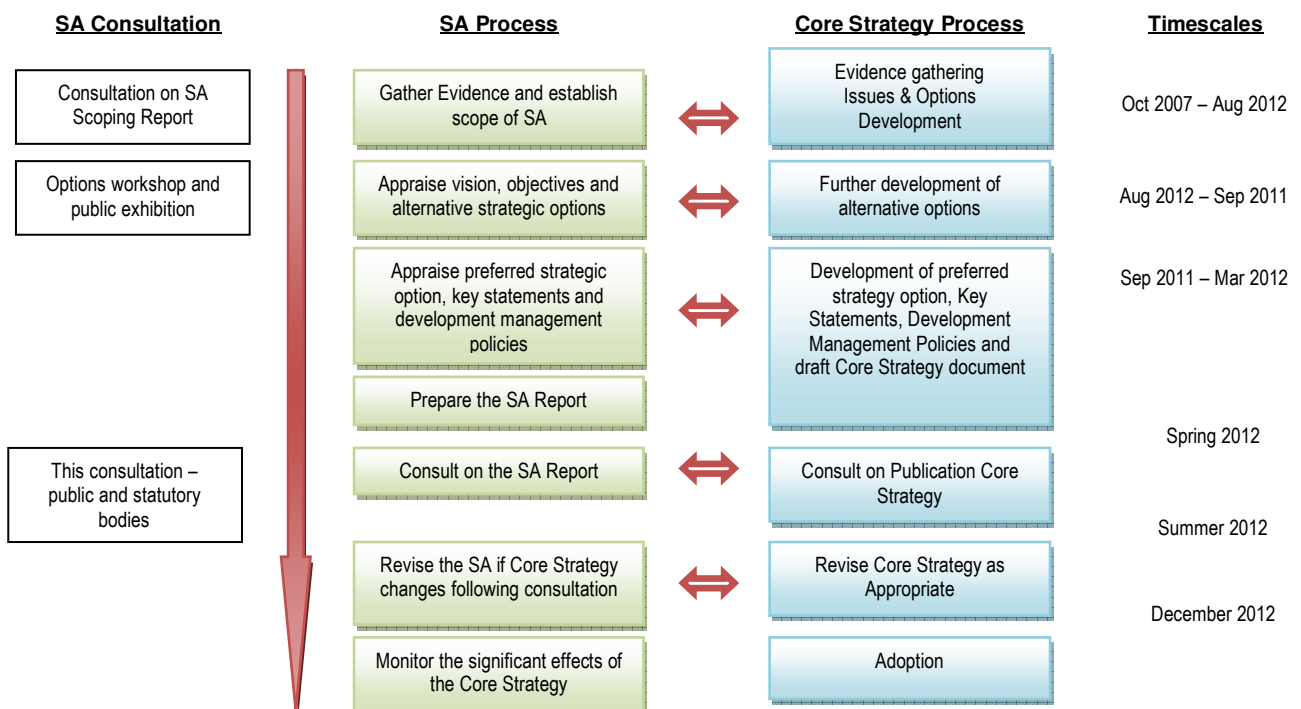 SA Consultation
SA Process
Core Strategy Process
Timescales
Consultation on SA
Scoping Report
Gather Evidence and establish
scope of SA
Evidence gathering
Issues & Options
Development
Oct 2007 – Aug 2012
Options workshop and
public exhibition
Appraise vision, objectives and
alternative strategic options
Further development of
alternative options
Aug 2012 – Sep 2011
Appraise preferred strategic
option, key statements and
development management
policies
Development of preferred
strategy option, Key
Statements, Development
Management Policies and
draft Core Strategy document
Sep 2011 – Mar 2012
Prepare the SA Report
Spring 2012
This consultation –
public and statutory
bodies
Consult on the SA Report
Consult on Publication Core
Strategy
Summer 2012
Revise the SA if Core Strategy
changes following consultation
Revise Core Strategy as
Appropriate
December 2012
Monitor the significant effects of
the Core Strategy
Adoption